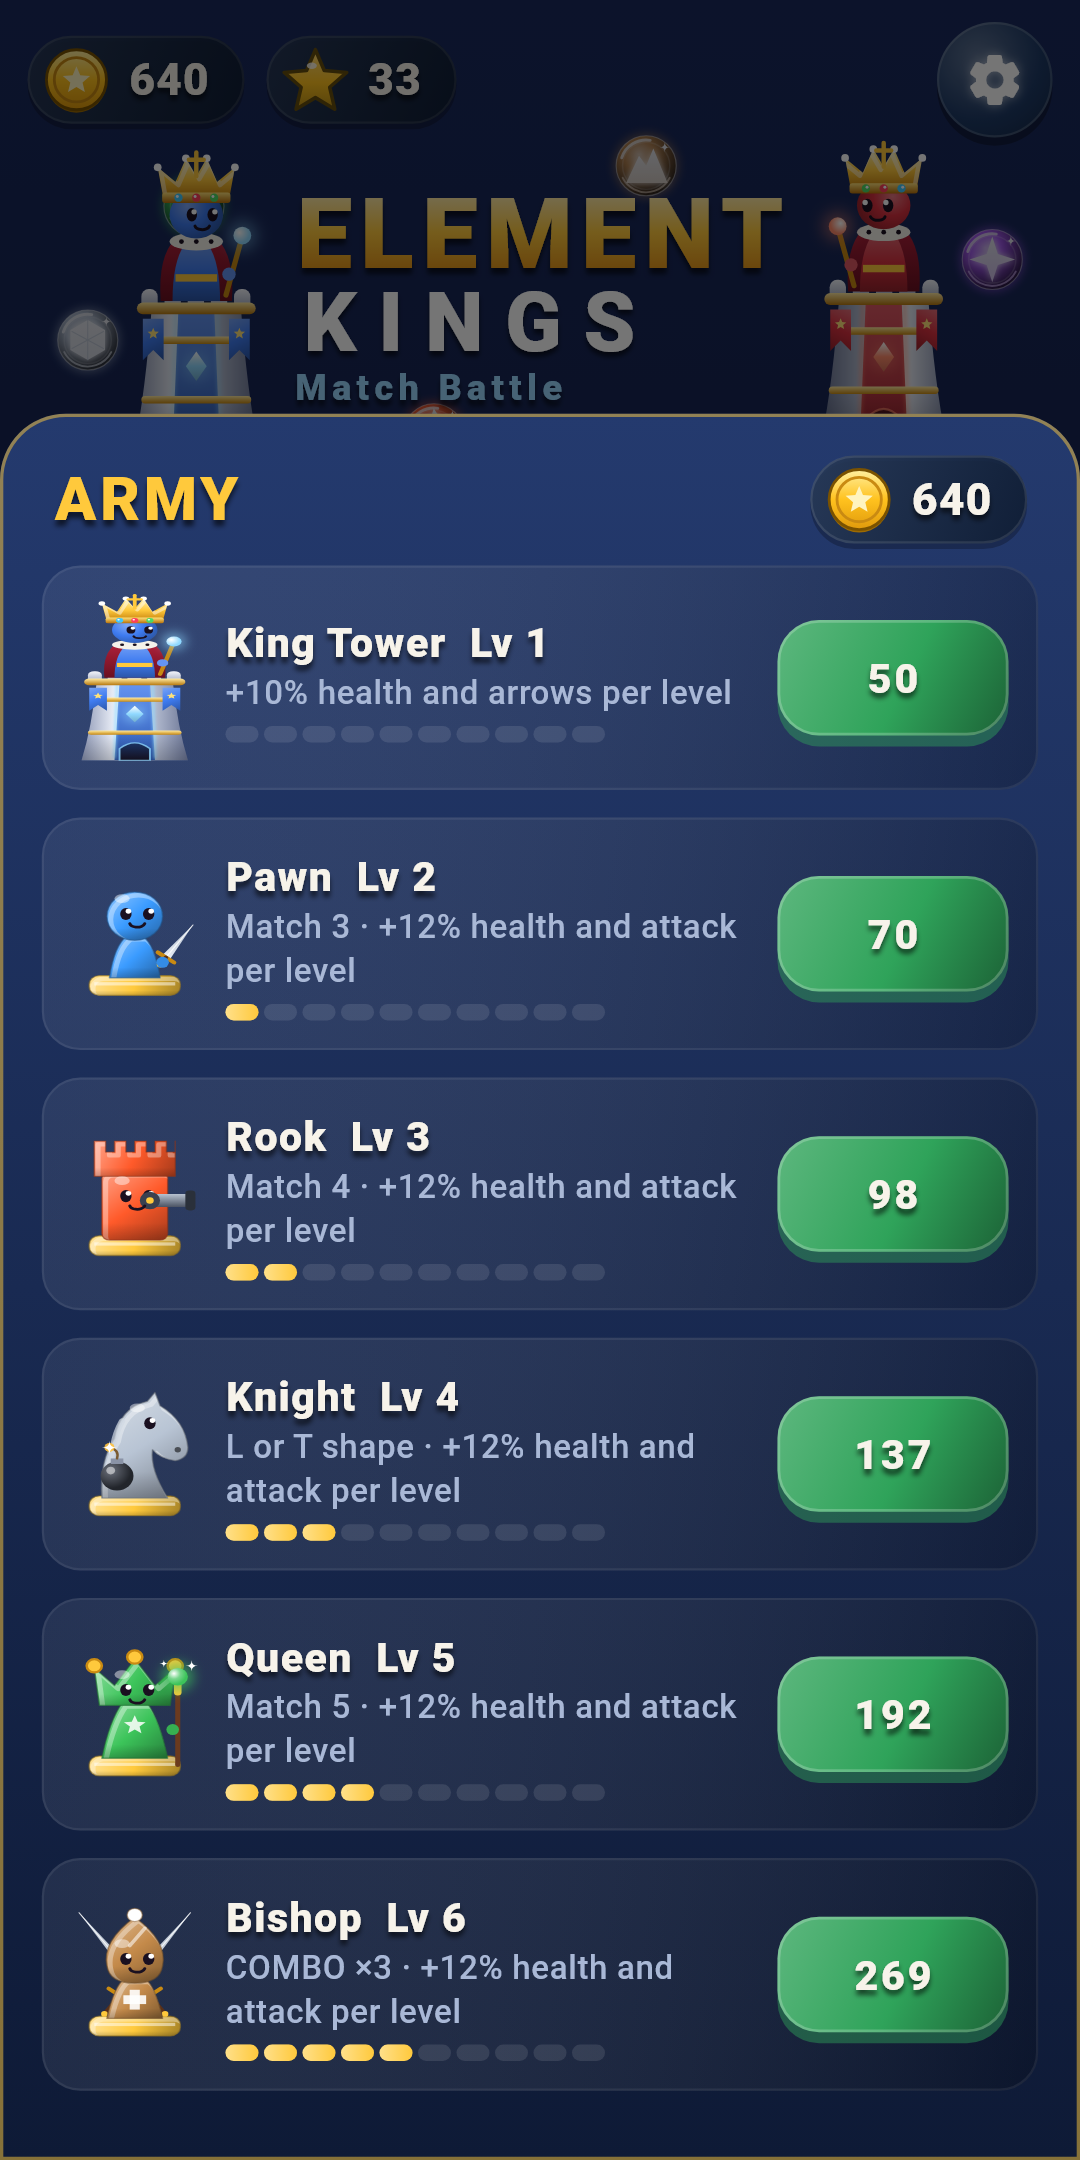 640
33
ELEMENT
KINGS
Match Battle
ARMY
640
King Tower Lv 1
+10% health and arrows per level
50
Pawn Lv 2
Match 3 · +12% health and attack
per level
70
Rook Lv 3
Match 4 · +12% health and attack
per level
98
Knight Lv 4
L or T shape · +12% health and
attack per level
137
Queen Lv 5
Match 5 · +12% health and attack
per level
192
Bishop Lv 6
COMBO ×3 · +12% health and
attack per level
269